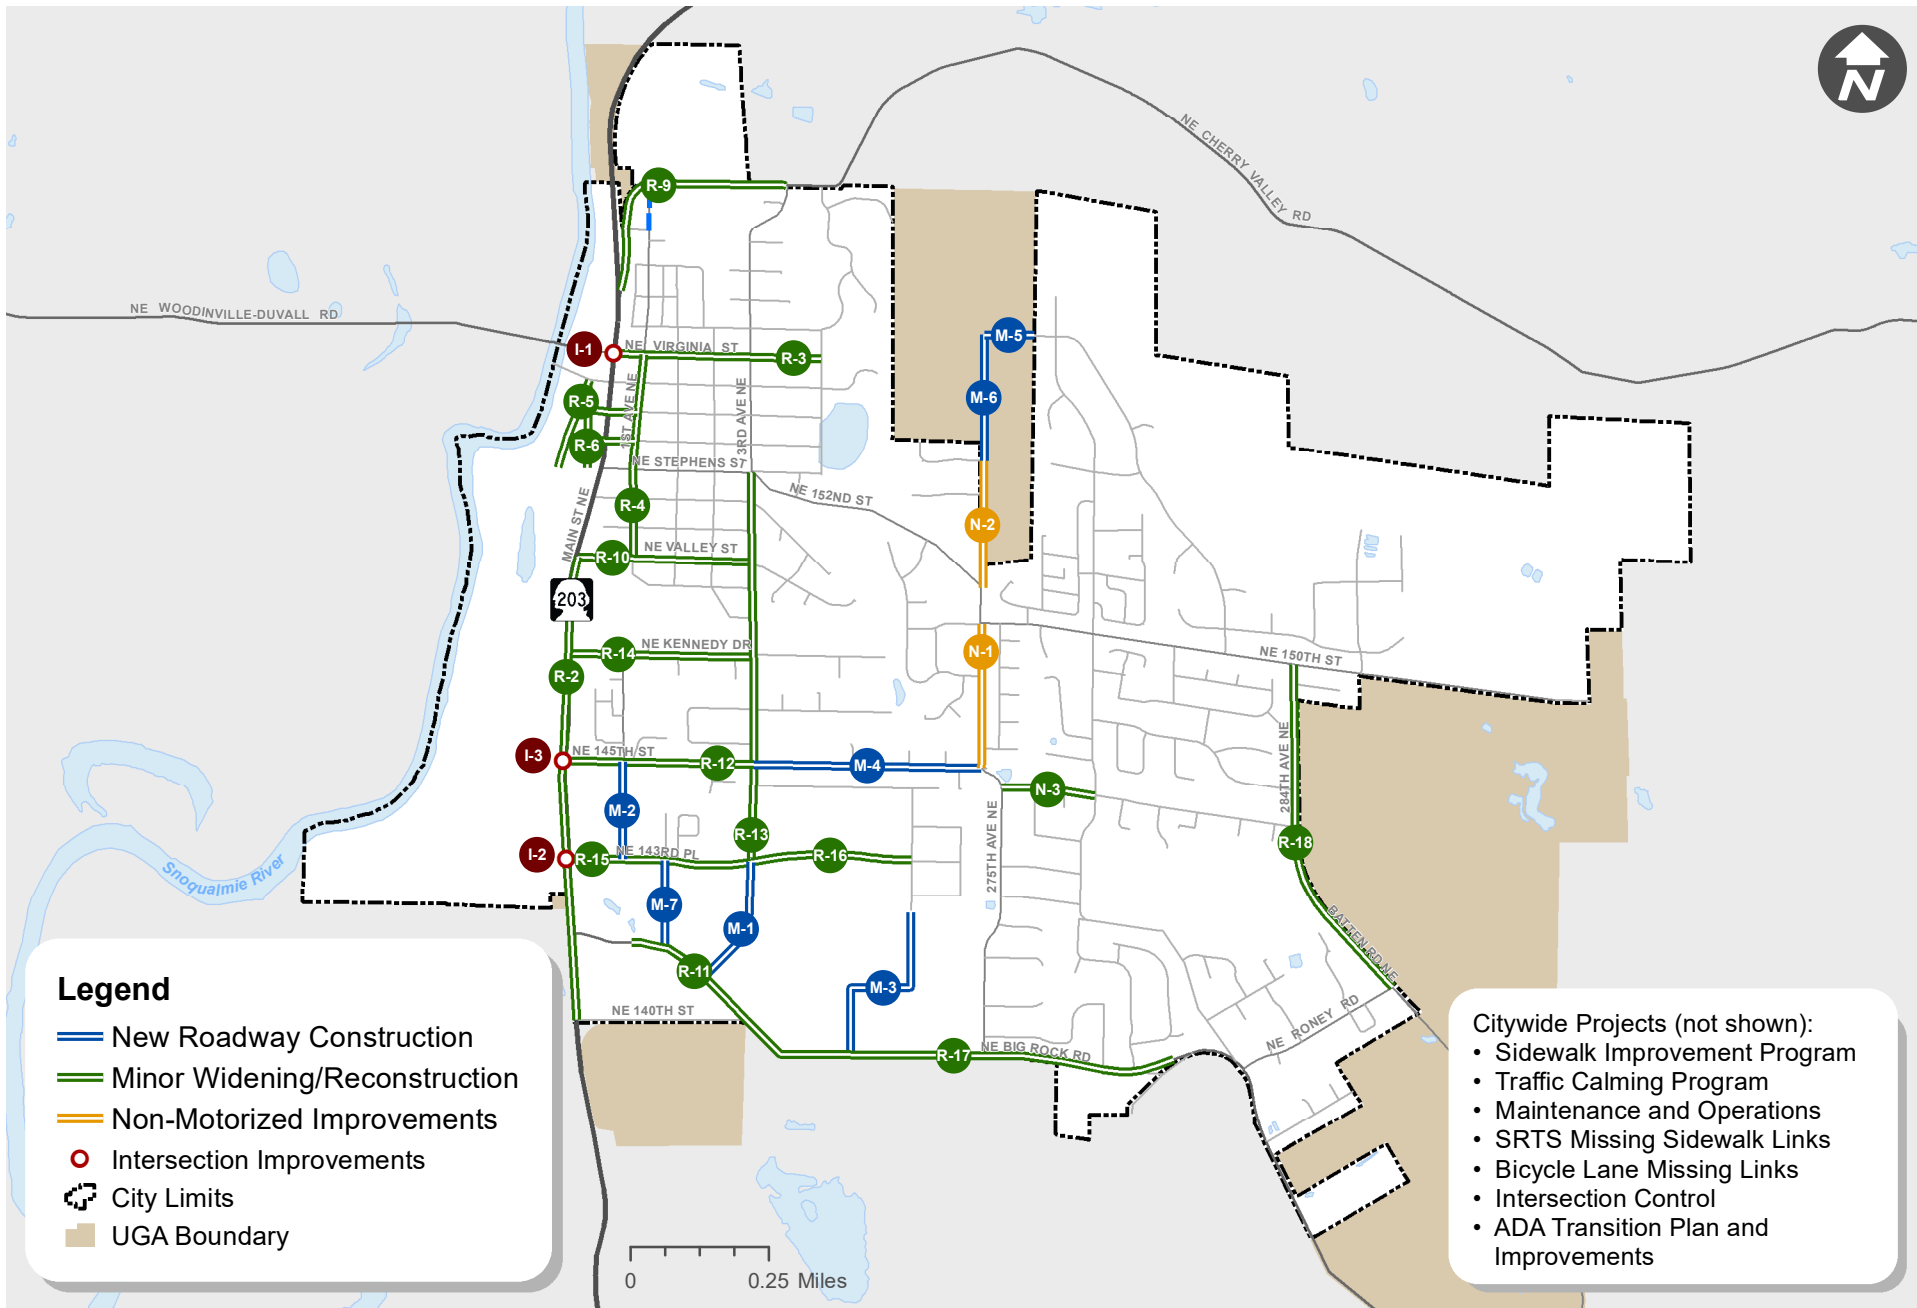 N
NE CHERRY VALLEY RD
R-9
NE WOODINVILLE-DUVALL RD
I-1
NE VIRGINIA ST
R-3
M-5
M-6
R-5
1ST AVE NE
3RD AVE NE
R-6
NE STEPHENS ST
NE 152ND ST
R-4
N-2
MAIN ST NE
R-10
NE VALLEY ST
203
R-14
NE KENNEDY DR
N-1
NE 150TH ST
R-2
I-3
NE 145TH ST
R-12
M-4
N-3
284TH AVE NE
M-2
R-13
275TH AVE NE
R-18
I-2
R-15
NE 143RD PL
R-16
Snoqualmie River
M-7
M-1
BATTEN RD NE
R-11
M-3
NE 140TH ST
NE RONEY RD
R-17
NE BIG ROCK RD
Legend
New Roadway Construction
Minor Widening/Reconstruction
Non-Motorized Improvements
Intersection Improvements
City Limits
UGA Boundary
0 0.25 Miles
Citywide Projects (not shown):
• Sidewalk Improvement Program
• Traffic Calming Program
• Maintenance and Operations
• SRTS Missing Sidewalk Links
• Bicycle Lane Missing Links
• Intersection Control
• ADA Transition Plan and
Improvements